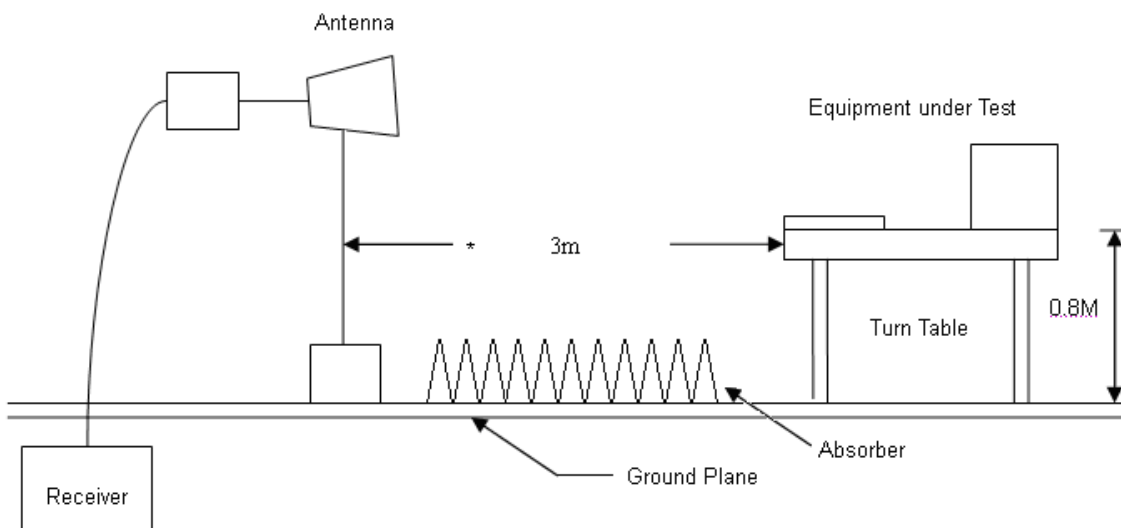 Antenna
Equipment under Test
* 3m
0.8M
Turn Table
Absorber
Ground Plane
Receiver